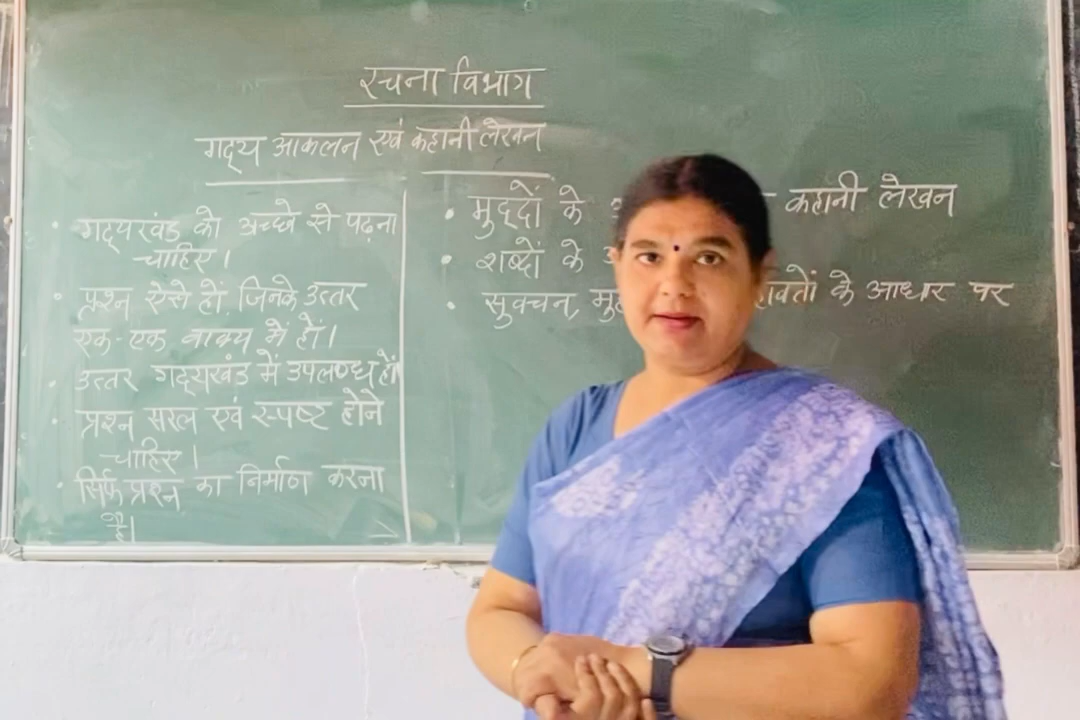 रचना विभाग
गद्य आकलन एवं कहानी लेखन
• गद्यखंड को अच्छे से पढ़ना
चाहिए।
• प्रश्न ऐसे हों, जिनके उत्तर
एक-एक वाक्य में हों।
• उत्तर गद्यखंड में उपलब्ध हों
• प्रश्न सरल एवं स्पष्ट होने
चाहिए।
• सिर्फ प्रश्न का निर्माण करना
है।
• मुद्दों के कहानी लेखन
• शब्दों के
• सुवचन, के आधार पर